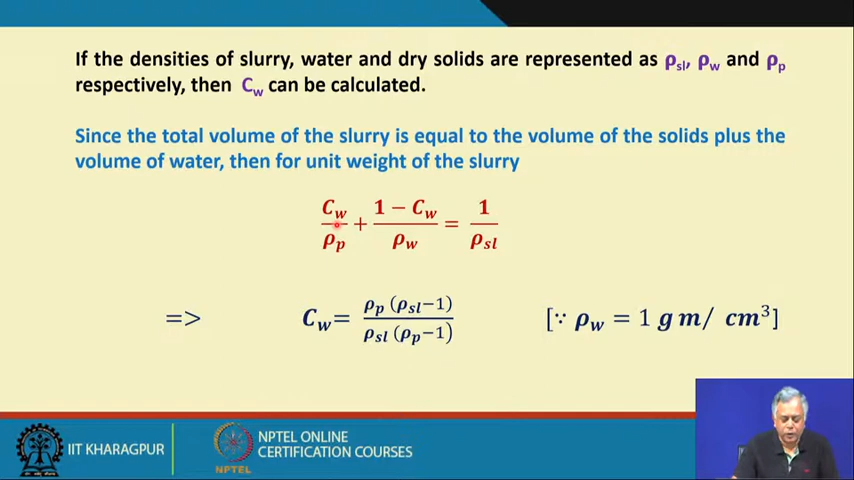 If the densities of slurry, water and dry solids are represented as ρsl, ρw and ρp
respectively, then Cw can be calculated.
Since the total volume of the slurry is equal to the volume of the solids plus the
volume of water, then for unit weight of the slurry
Cw/ρp + (1 − Cw)/ρw = 1/ρsl
=> Cw= ρp (ρsl−1)/ρsl (ρp−1) [∵ ρw = 1 g m/ cm³]
IIT KHARAGPUR
NPTEL
NPTEL ONLINE
CERTIFICATION COURSES